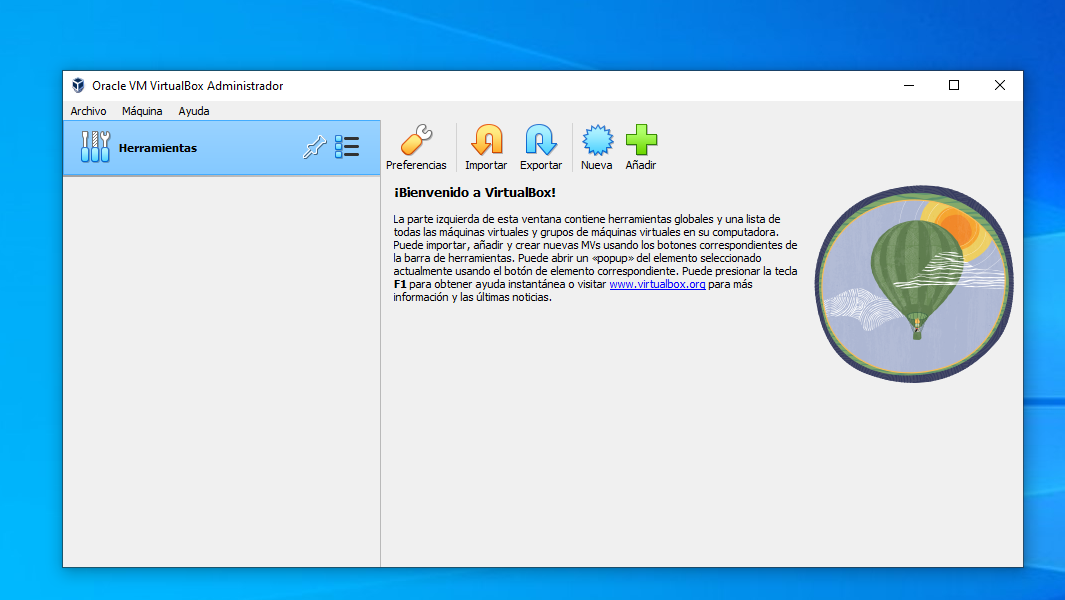 Oracle VM VirtualBox Administrador
Archivo Máquina Ayuda
Herramientas
Preferencias Importar Exportar Nueva Añadir
¡Bienvenido a VirtualBox!
La parte izquierda de esta ventana contiene herramientas globales y una lista de
todas las máquinas virtuales y grupos de máquinas virtuales en su computadora.
Puede importar, añadir y crear nuevas MVs usando los botones correspondientes de
la barra de herramientas. Puede abrir un «popup» del elemento seleccionado
actualmente usando el botón de elemento correspondiente. Puede presionar la tecla
F1 para obtener ayuda instantánea o visitar www.virtualbox.org para más
información y las últimas noticias.